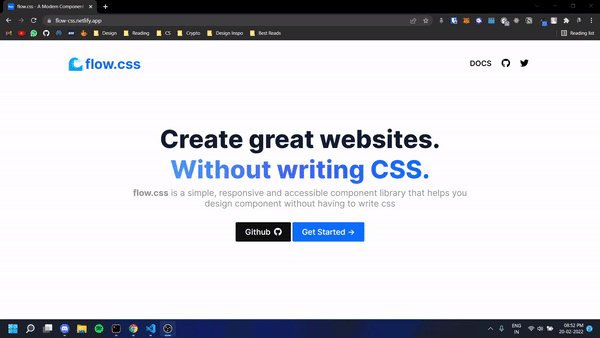 flow.css - A Modern Component
flow-css.netlify.app
Design
Reading
CS
Crypto
Design Inspo
Best Reads
Reading list
flow.css
DOCS
Create great websites.
Without writing CSS.
flow.css is a simple, responsive and accessible component library that helps you
design component without having to write css
Github
Get Started →
ENG
IN
08:52 PM
20-02-2022